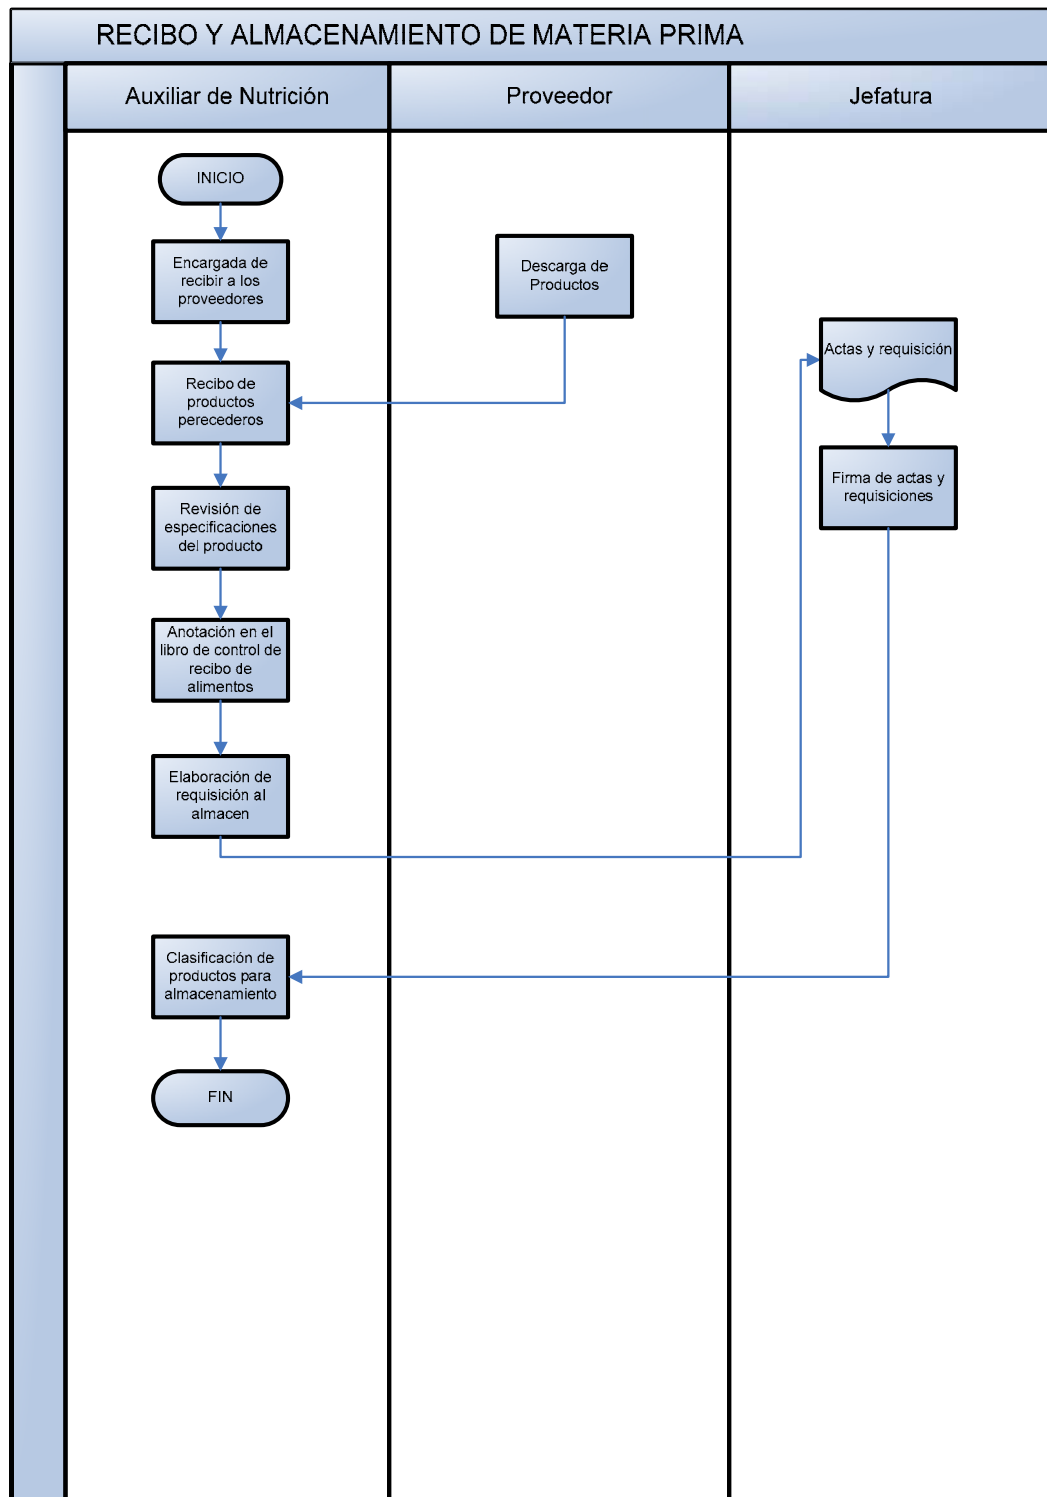 RECIBO Y ALMACENAMIENTO DE MATERIA PRIMA
Auxiliar de Nutrición
Proveedor
Jefatura
INICIO
Encargada de
recibir a los
proveedores
Descarga de
Productos
Recibo de
productos
perecederos
Actas y requisición
Firma de actas y
requisiciones
Revisión de
especificaciones
del producto
Anotación en el
libro de control de
recibo de
alimentos
Elaboración de
requisición al
almacen
Clasificación de
productos para
almacenamiento
FIN